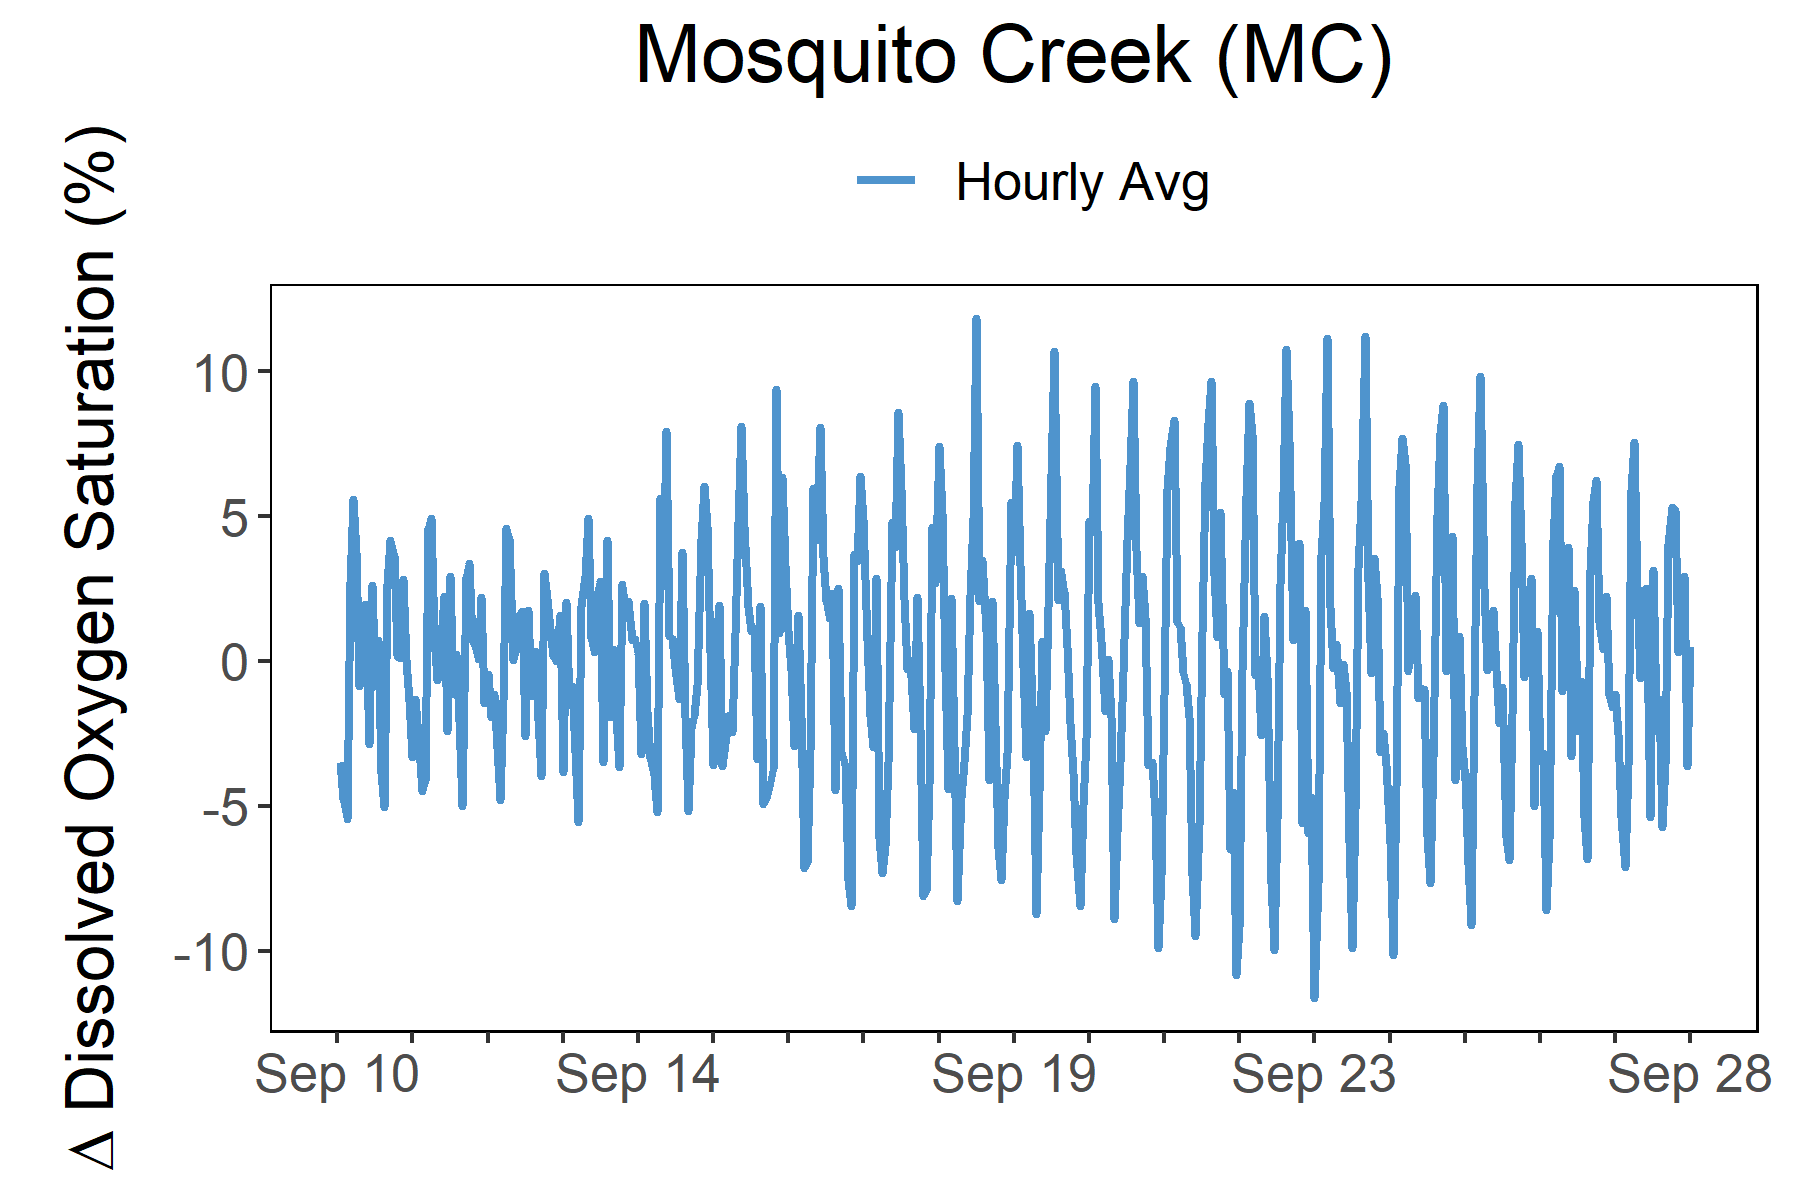 Mosquito Creek (MC)
Hourly Avg
Δ Dissolved Oxygen Saturation (%)
10
5
0
-5
-10
Sep 10 Sep 14 Sep 19 Sep 23 Sep 28